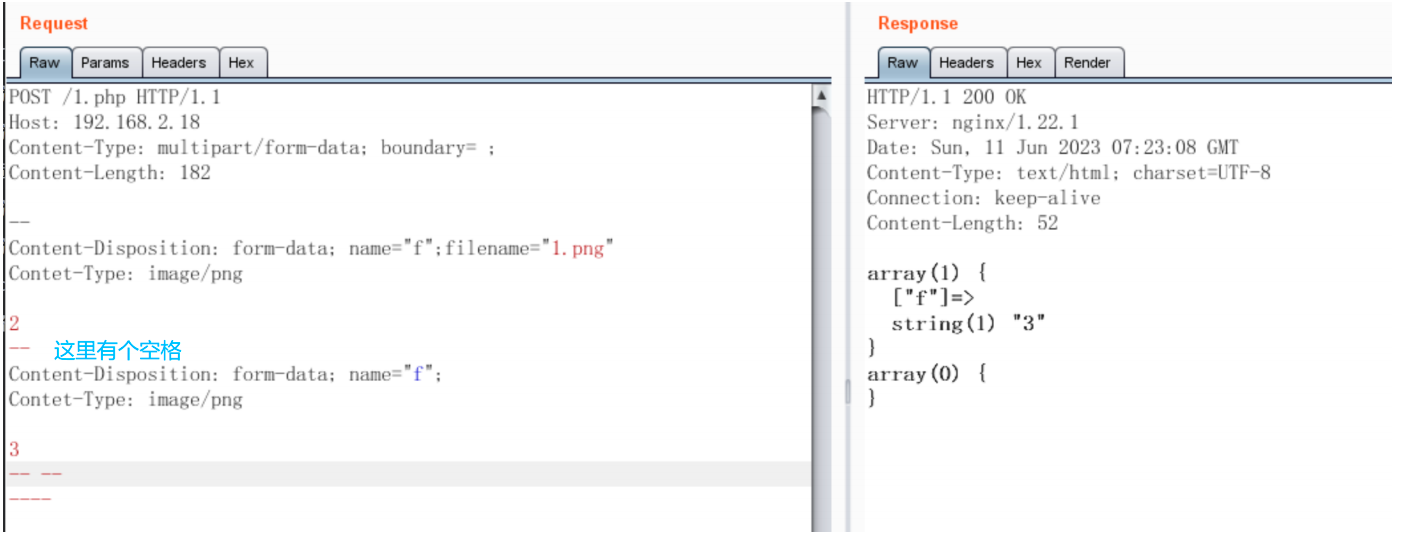 Request
Raw Params Headers Hex
POST /1.php HTTP/1.1
Host: 192.168.2.18
Content-Type: multipart/form-data; boundary= ;
Content-Length: 182
--
Content-Disposition: form-data; name="f";filename="1.png"
Contet-Type: image/png
2
-- 这里有个空格
Content-Disposition: form-data; name="f";
Contet-Type: image/png
3
-- --
----
Response
Raw Headers Hex Render
HTTP/1.1 200 OK
Server: nginx/1.22.1
Date: Sun, 11 Jun 2023 07:23:08 GMT
Content-Type: text/html; charset=UTF-8
Connection: keep-alive
Content-Length: 52
array(1) {
["f"]=>
string(1) "3"
}
array(0) {
}